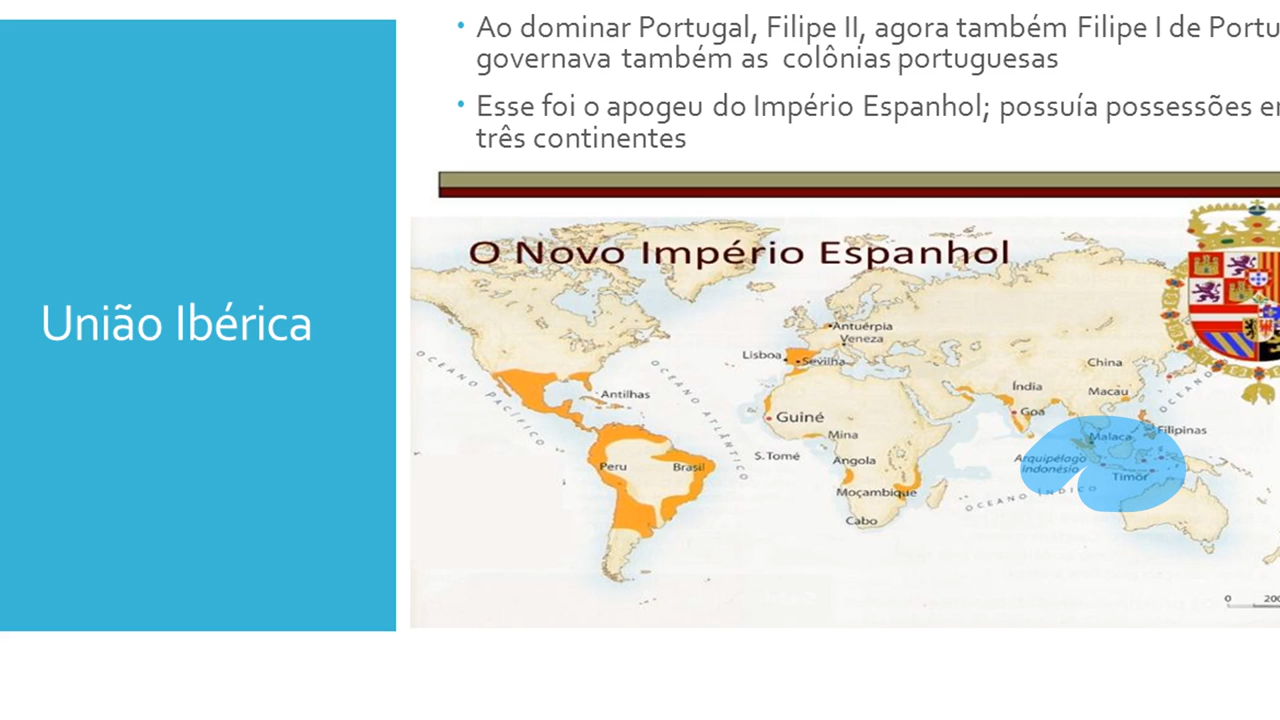 Ao dominar Portugal, Filipe II, agora também Filipe I de Portu
governava também as colônias portuguesas
Esse foi o apogeu do Império Espanhol; possuía possessões e
três continentes
União Ibérica
O Novo Império Espanhol
Antuérpia
Veneza
Lisboa
Sevilha
China
Índia
Macau
Antilhas
Goa
Guiné
Filipinas
Mina
Malaca
S.Tomé
Angola
Arquipélago
Indonésio
Peru
Brasil
Timor
Moçambique
Cabo
OCEANO PACÍFICO
OCEANO ATLÂNTICO
OCEANO ÍNDICO
OCEANO
0 200